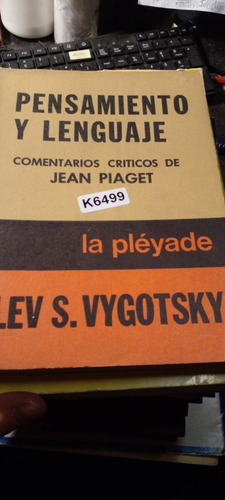 PENSAMIENTO
Y LENGUAJE
COMENTARIOS CRITICOS DE
JEAN PIAGET
K6499
la pléyade
LEV S. VYGOTSKY